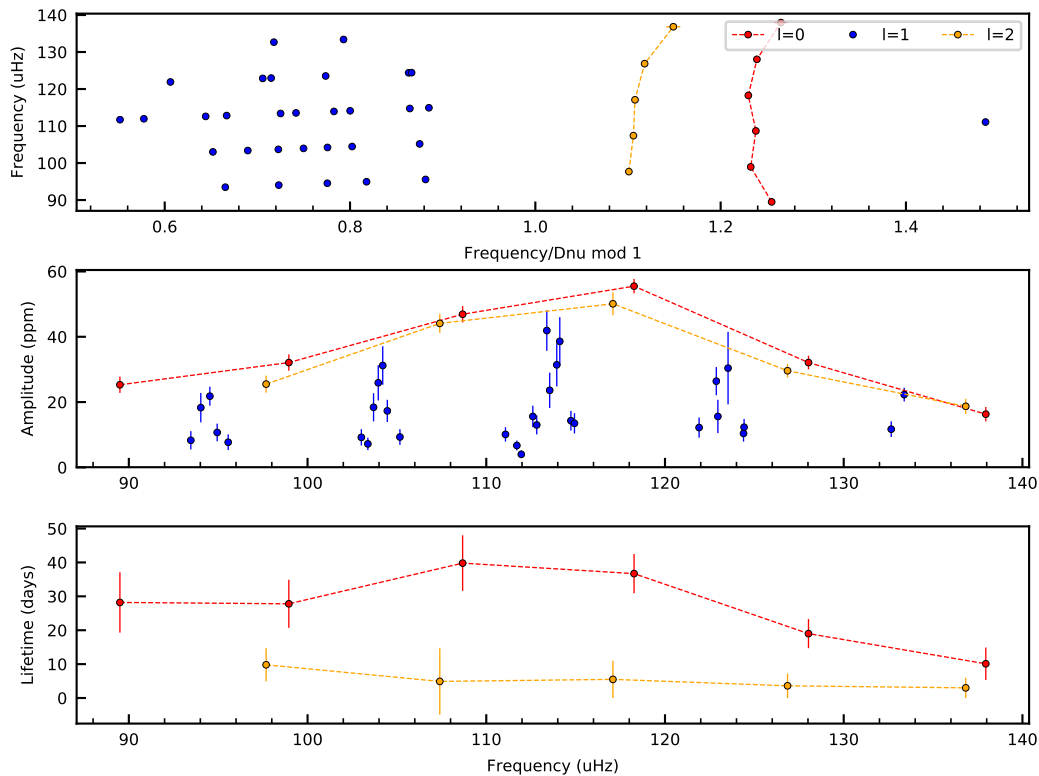 140
130
120
110
100
90
Frequency (uHz)
l=0 l=1 l=2
0.6 0.8 1.0 1.2 1.4
Frequency/Dnu mod 1
60
40
20
0
Amplitude (ppm)
90 100 110 120 130 140
50
40
30
20
10
0
Lifetime (days)
90 100 110 120 130 140
Frequency (uHz)